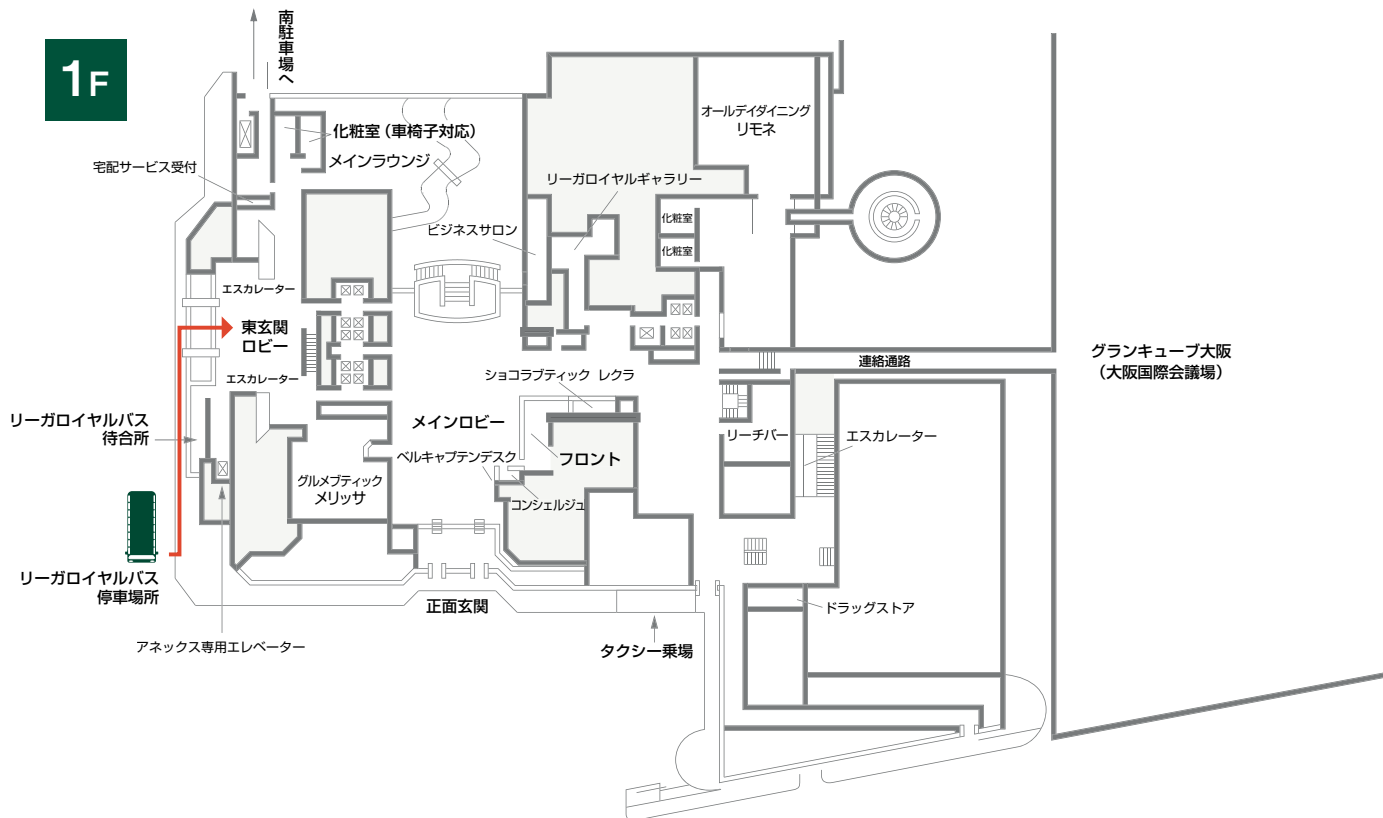 1F
南駐車場へ
化粧室（車椅子対応）
メインラウンジ
宅配サービス受付
オールデイダイニング
リモネ
リーガロイヤルギャラリー
化粧室
化粧室
ビジネスサロン
エスカレーター
東玄関
ロビー
エスカレーター
連絡通路
グランキューブ大阪
（大阪国際会議場）
ショコラブティック レクラ
リーガロイヤルバス
待合所
メインロビー
リーチバー
エスカレーター
ベルキャプテンデスク
フロント
グルメブティック
メリッサ
コンシェルジュ
リーガロイヤルバス
停車場所
正面玄関
ドラッグストア
アネックス専用エレベーター
タクシー乗場